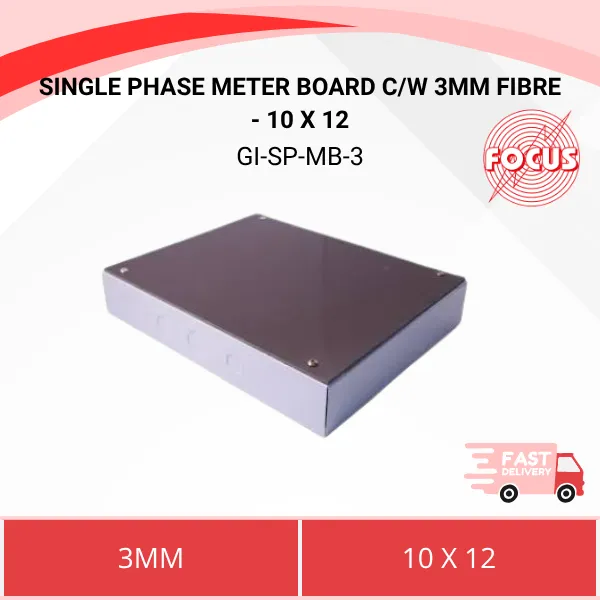 SINGLE PHASE METER BOARD C/W 3MM FIBRE
- 10 X 12
GI-SP-MB-3
FOCUS
FAST
DELIVERY
3MM
10 X 12